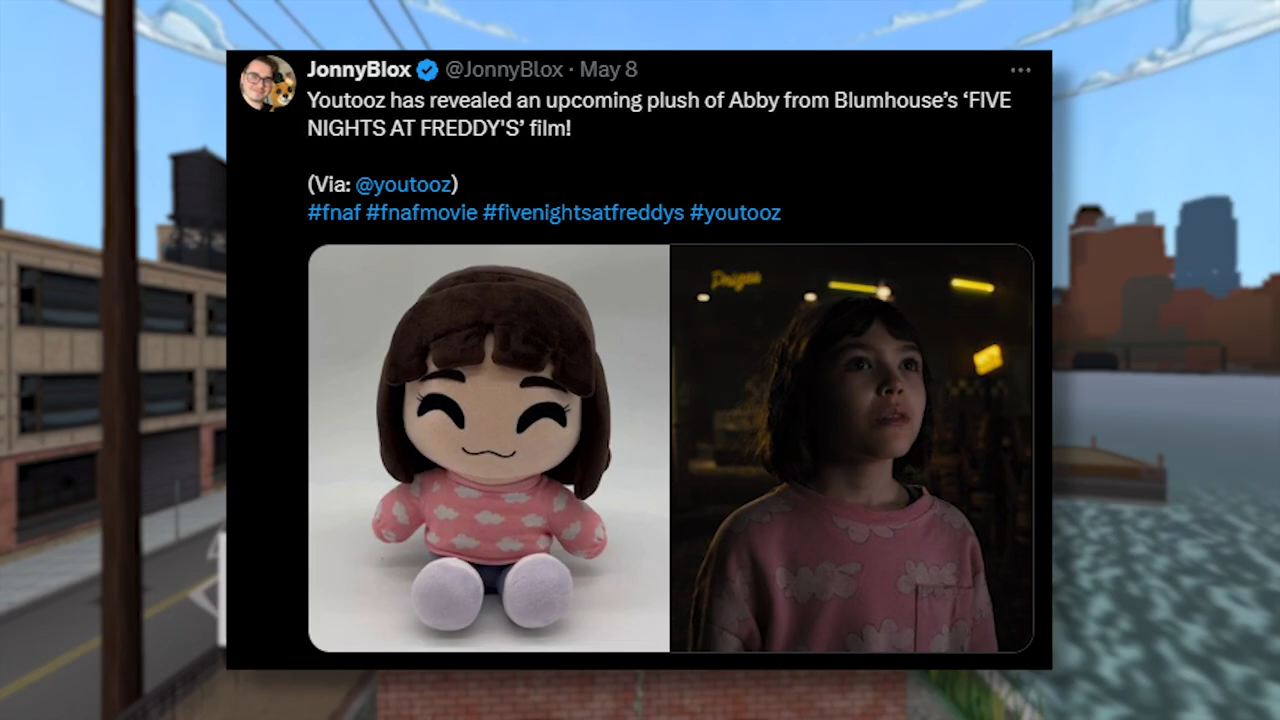 JonnyBlox @JonnyBlox · May 8
Youtooz has revealed an upcoming plush of Abby from Blumhouse’s ‘FIVE
NIGHTS AT FREDDY'S’ film!
(Via: @youtooz)
#fnaf #fnafmovie #fivenightsatfreddys #youtooz